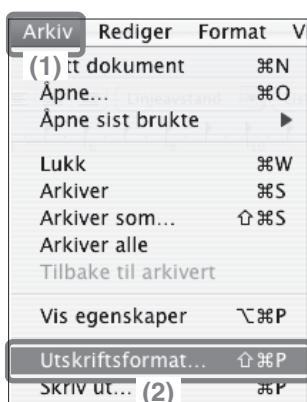 Arkiv Rediger Format
(1) tt dokument ⌘N
Åpne... ⌘O
Åpne sist brukte ▶
Lukk ⌘W
Arkiver ⌘S
Arkiver som... ⇧⌘S
Arkiver alle
Tilbake til arkivert
Vis egenskaper ⌥⌘P
Utskriftsformat... ⇧⌘P
Skriv ut... (2) ⌘P